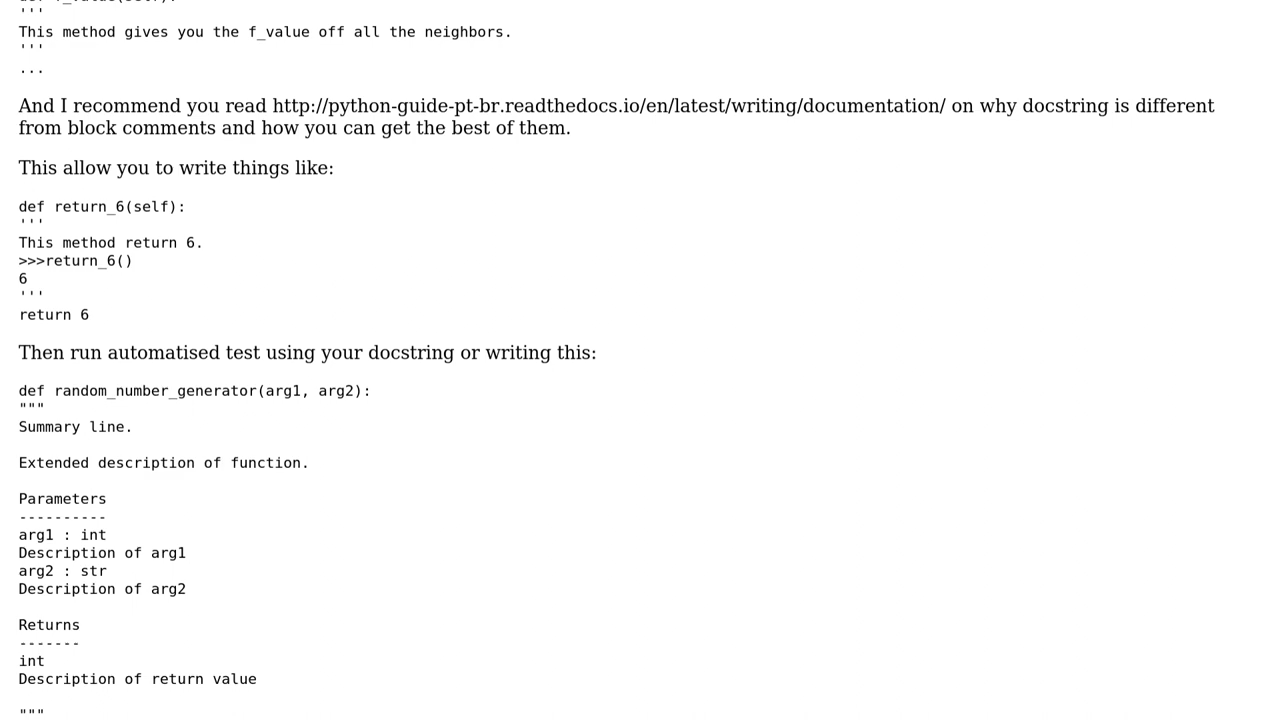 def f_value(self):
'''
This method gives you the f_value off all the neighbors.
'''
...
And I recommend you read http://python-guide-pt-br.readthedocs.io/en/latest/writing/documentation/ on why docstring is different
from block comments and how you can get the best of them.
This allow you to write things like:
def return_6(self):
'''
This method return 6.
>>>return_6()
6
'''
return 6
Then run automatised test using your docstring or writing this:
def random_number_generator(arg1, arg2):
"""
Summary line.
Extended description of function.
Parameters
----------
arg1 : int
Description of arg1
arg2 : str
Description of arg2
Returns
-------
int
Description of return value
"""